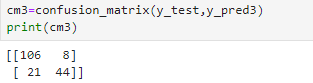 cm3=confusion_matrix(y_test,y_pred3)
print(cm3)
[[106   8]
 [ 21  44]]